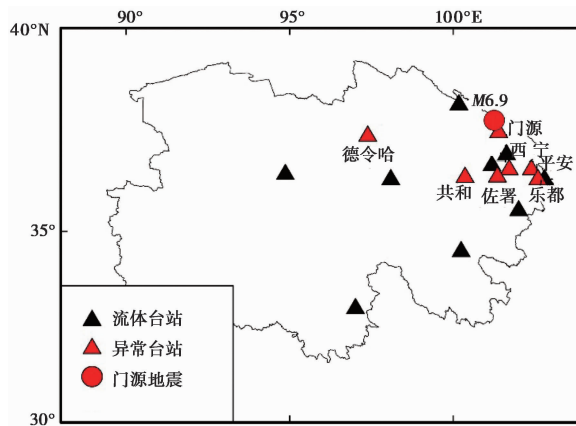 90°
95°
100°E
40°N
M6.9
门源
西宁
德令哈
平安
共和
佐署
乐都
35°
流体台站
异常台站
门源地震
30°